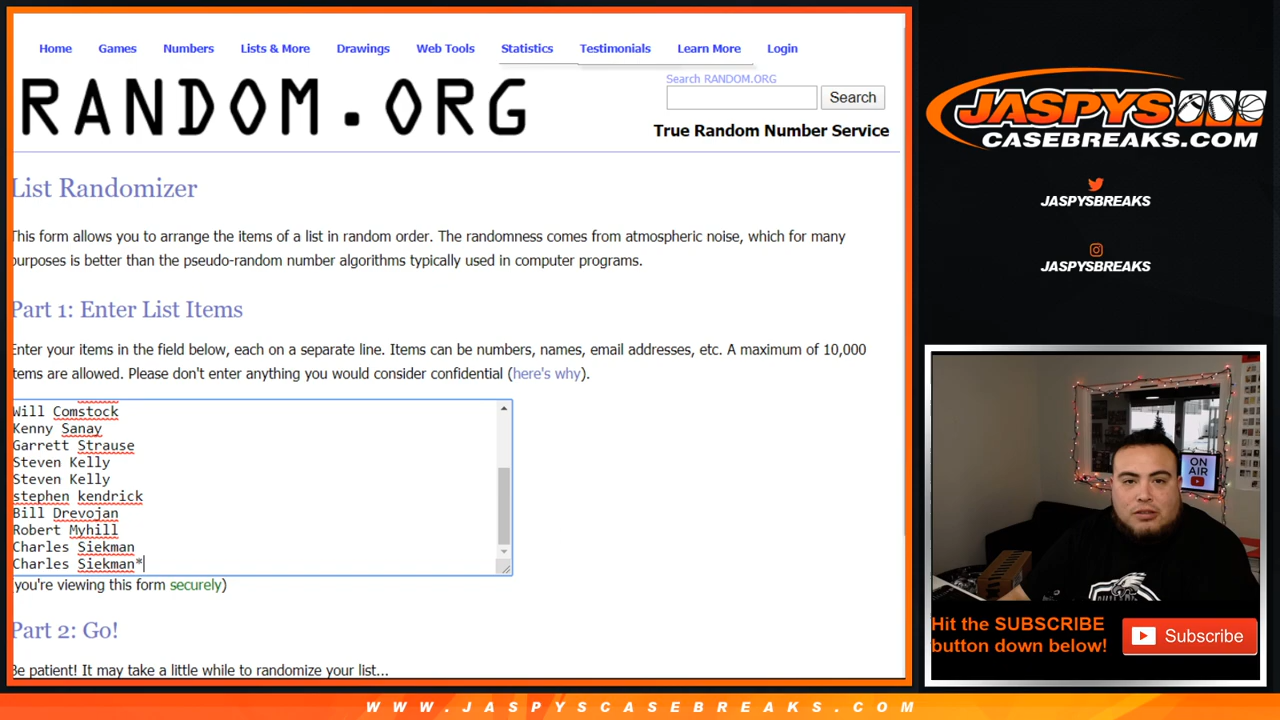 Home Games Numbers Lists & More Drawings Web Tools Statistics Testimonials Learn More Login
RANDOM.ORG
Search RANDOM.ORG
Search
True Random Number Service
List Randomizer
This form allows you to arrange the items of a list in random order. The randomness comes from atmospheric noise, which for many
purposes is better than the pseudo-random number algorithms typically used in computer programs.
Part 1: Enter List Items
Enter your items in the field below, each on a separate line. Items can be numbers, names, email addresses, etc. A maximum of 10,000
items are allowed. Please don't enter anything you would consider confidential (here's why).
Will Comstock
Kenny Sanay
Garrett Strause
Steven Kelly
Steven Kelly
stephen kendrick
Bill Drevojan
Robert Myhill
Charles Siekman
Charles Siekman*
you're viewing this form securely)
Part 2: Go!
Be patient! It may take a little while to randomize your list...
JASPYS
CASEBREAKS.COM
JASPYSBREAKS
JASPYSBREAKS
ON
AIR
Hit the SUBSCRIBE
button down below!
Subscribe
WWW.JASPYSCASEBREAKS.COM